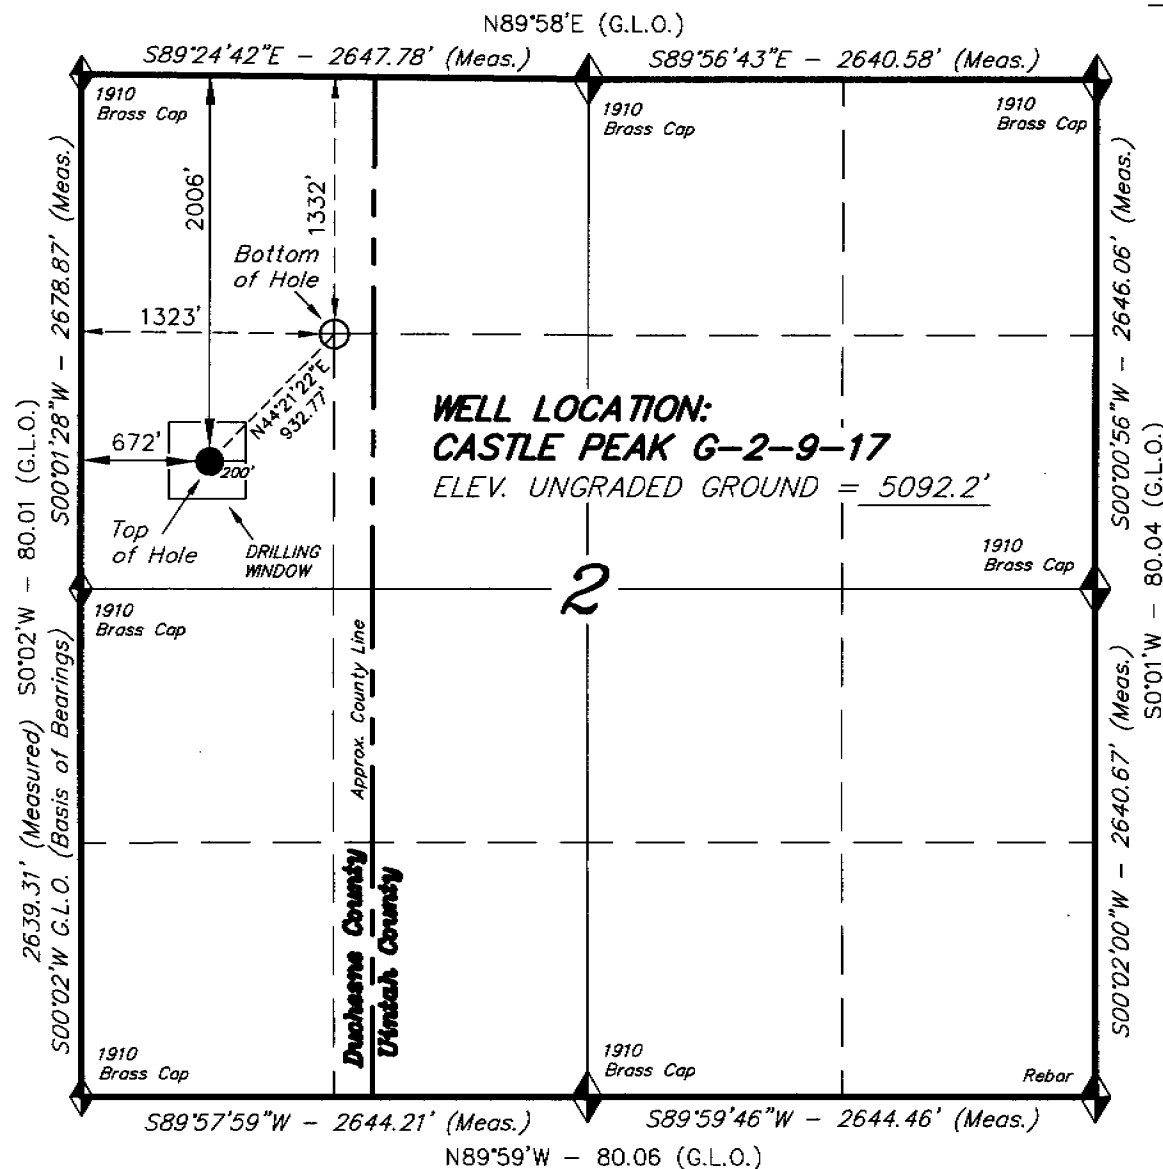 N89°58'E (G.L.O.)
S89°24'42"E - 2647.78' (Meas.)
S89°56'43"E - 2640.58' (Meas.)
1910
Brass Cap
1910
Brass Cap
1910
Brass Cap
2006'
1332'
S00°01'28"W - 2678.87' (Meas.)
S00°00'56"W - 2646.06' (Meas.)
Bottom
of Hole
1323'
N44°21'22"E
932.77'
WELL LOCATION:
CASTLE PEAK G-2-9-17
ELEV. UNGRADED GROUND = 5092.2'
672'
200'
Top
of Hole
DRILLING
WINDOW
S0°02'W - 80.01 (G.L.O.)
S0°01'W - 80.04 (G.L.O.)
1910
Brass Cap
2
1910
Brass Cap
Approx. County Line
2639.31' (Measured)
S00°02'W G.L.O. (Basis of Bearings)
S00°02'00"W - 2640.67' (Meas.)
Duchesne County
Uintah County
1910
Brass Cap
1910
Brass Cap
Rebar
S89°57'59"W - 2644.21' (Meas.)
S89°59'46"W - 2644.46' (Meas.)
N89°59'W - 80.06 (G.L.O.)